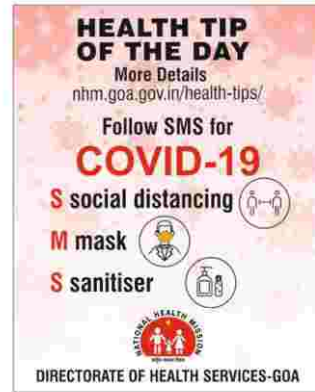 HEALTH TIP
OF THE DAY
More Details
nhm.goa.gov.in/health-tips/
Follow SMS for
COVID-19
S social distancing
M mask
S sanitiser
NATIONAL HEALTH MISSION
DIRECTORATE OF HEALTH SERVICES-GOA